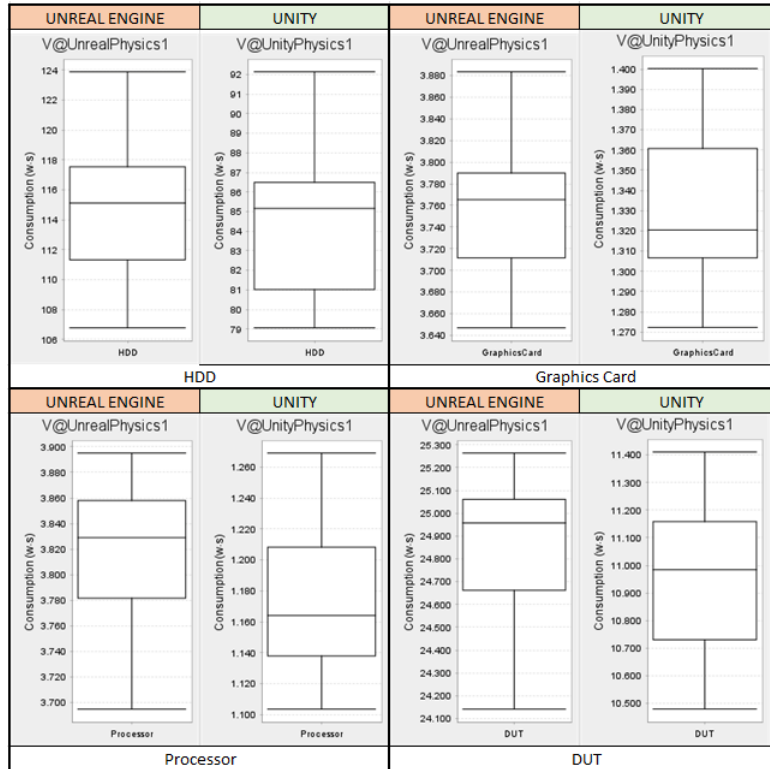 UNREAL ENGINE
UNITY
UNREAL ENGINE
UNITY
V@UnrealPhysics1
Consumption (w·s)
124
122
120
118
116
114
112
110
108
106
HDD
V@UnityPhysics1
Consumption (w·s)
92
91
90
89
88
87
86
85
84
83
82
81
80
79
HDD
HDD
V@UnrealPhysics1
Consumption (w·s)
3.880
3.860
3.840
3.820
3.800
3.780
3.760
3.740
3.720
3.700
3.680
3.660
3.640
GraphicsCard
V@UnityPhysics1
Consumption (w·s)
1.400
1.390
1.380
1.370
1.360
1.350
1.340
1.330
1.320
1.310
1.300
1.290
1.280
1.270
GraphicsCard
Graphics Card
UNREAL ENGINE
UNITY
UNREAL ENGINE
UNITY
V@UnrealPhysics1
Consumption (w·s)
3.900
3.880
3.860
3.840
3.820
3.800
3.780
3.760
3.740
3.720
3.700
Processor
V@UnityPhysics1
Consumption (w·s)
1.260
1.240
1.220
1.200
1.180
1.160
1.140
1.120
1.100
Processor
Processor
V@UnrealPhysics1
Consumption (w·s)
25.300
25.200
25.100
25.000
24.900
24.800
24.700
24.600
24.500
24.400
24.300
24.200
24.100
DUT
V@UnityPhysics1
Consumption (w·s)
11.400
11.300
11.200
11.100
11.000
10.900
10.800
10.700
10.600
10.500
DUT
DUT